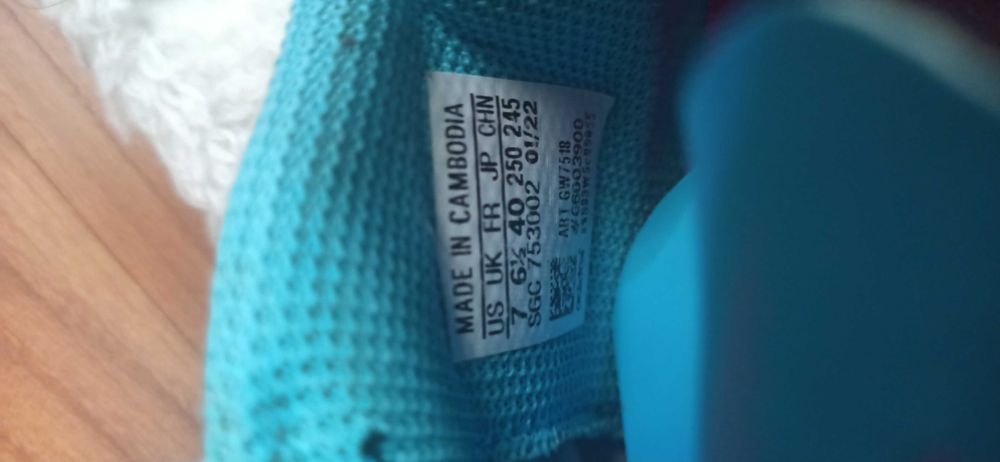 MADE IN CAMBODIA
US UK FR JP CHN
7 6½ 40 250 245
SGC 753002 01/22
ART GW7518